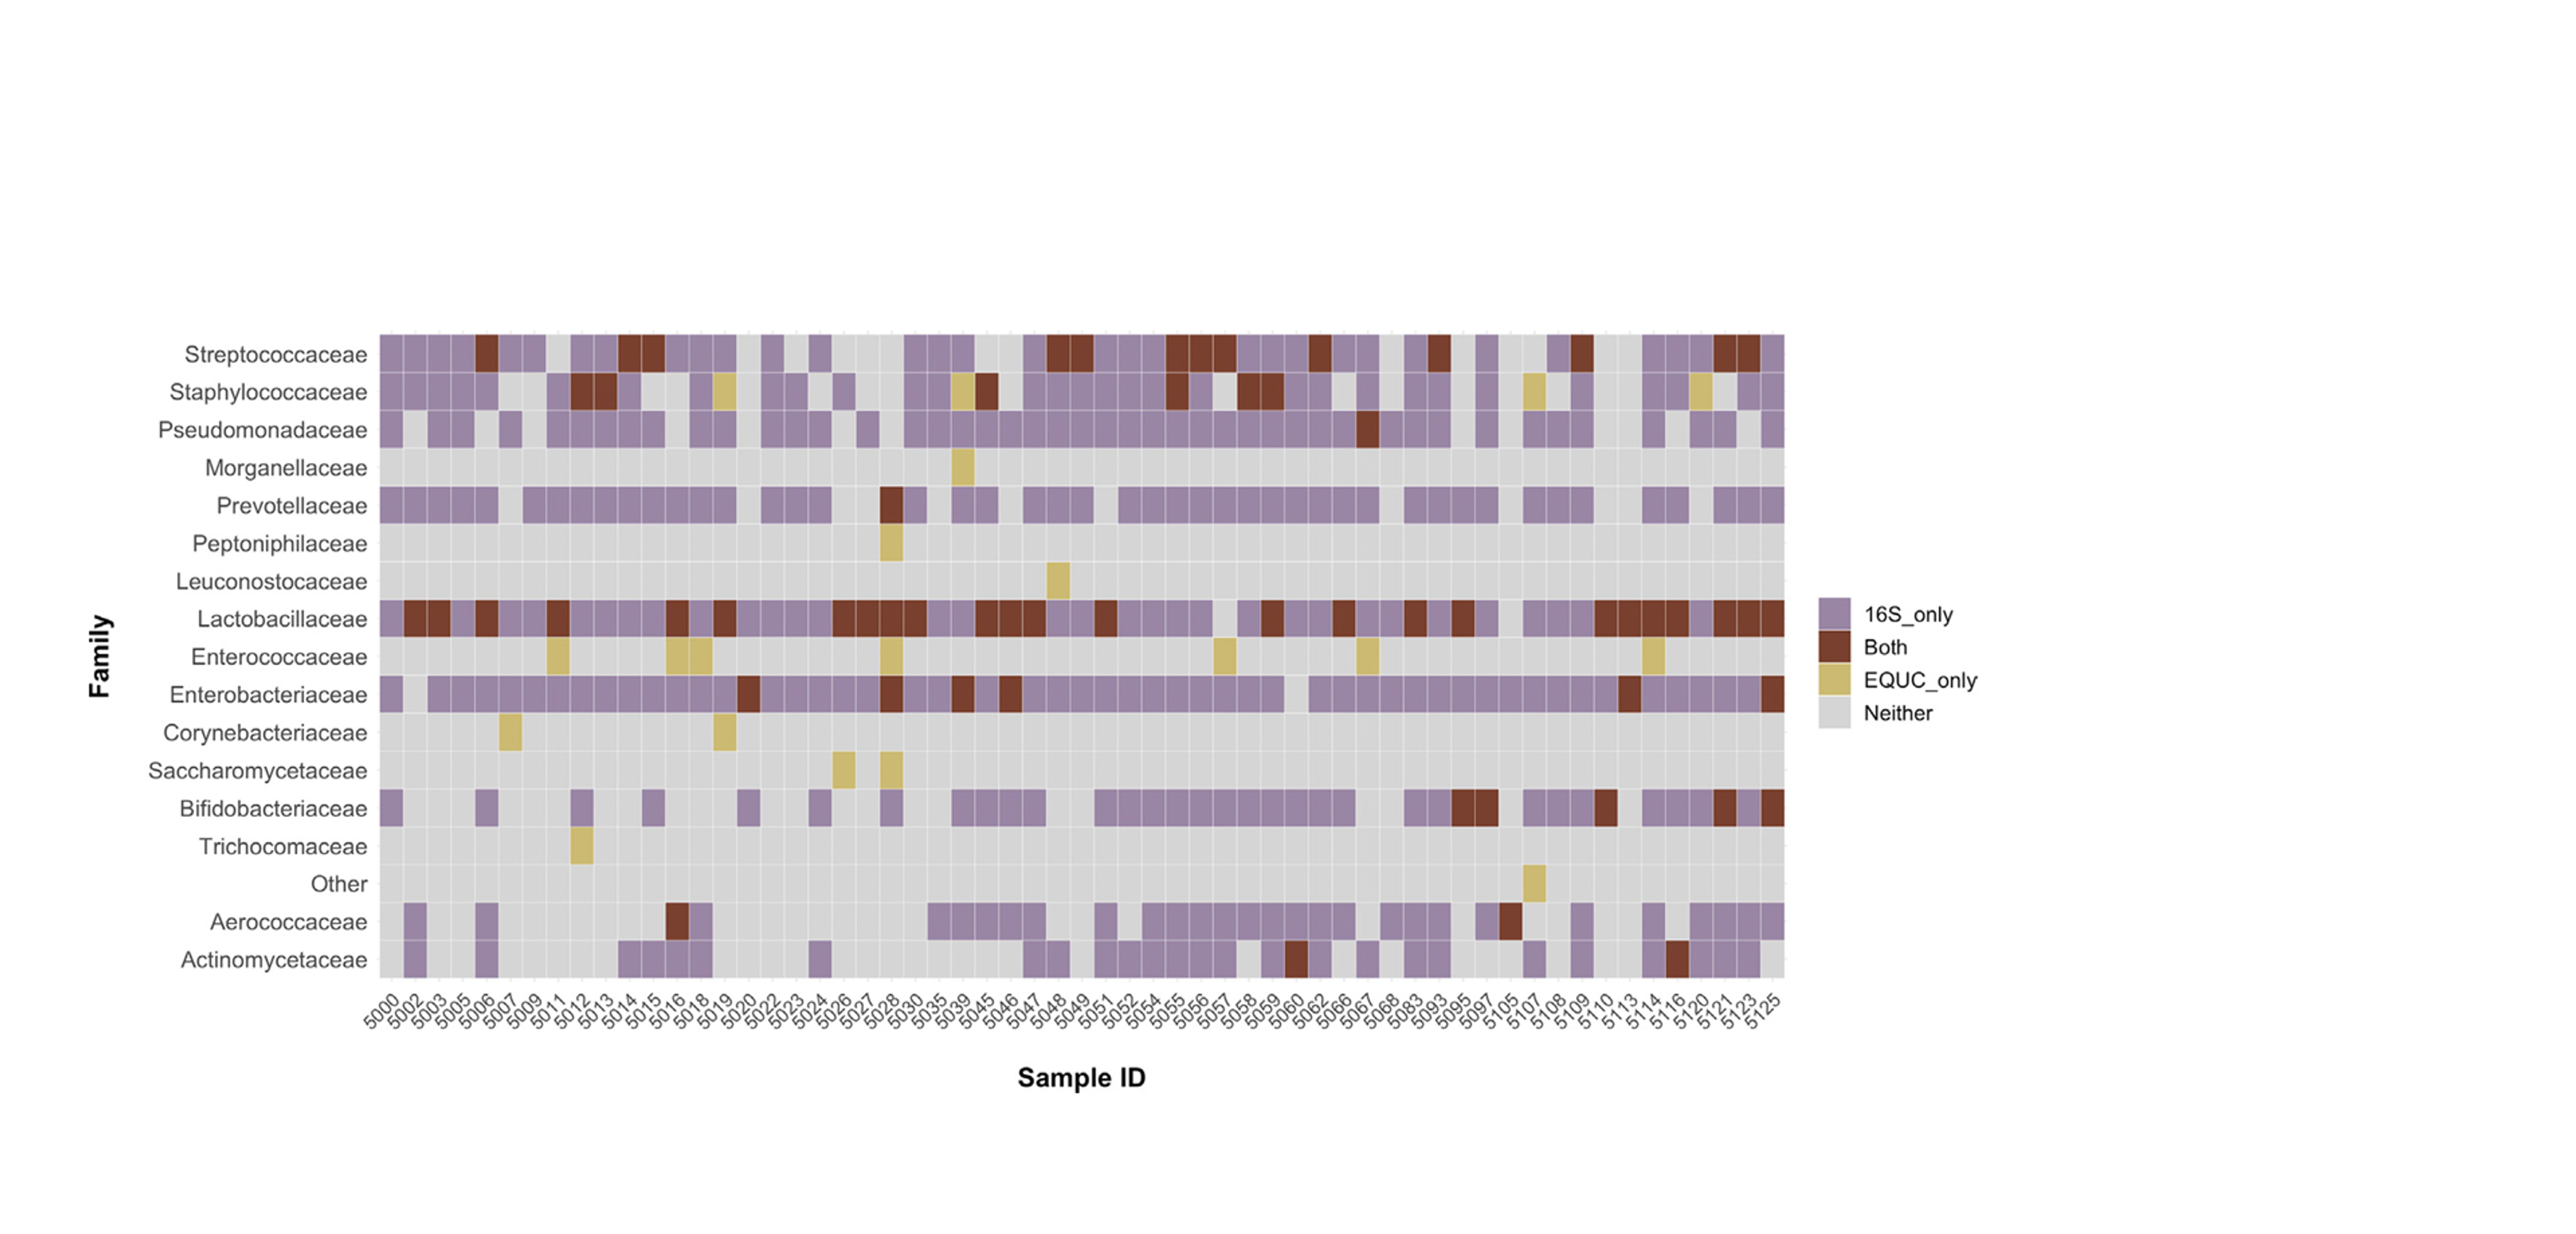 Streptococcaceae
Staphylococcaceae
Pseudomonadaceae
Morganellaceae
Prevotellaceae
Peptoniphilaceae
Leuconostocaceae
Lactobacillaceae
Enterococcaceae
Enterobacteriaceae
Corynebacteriaceae
Saccharomycetaceae
Bifidobacteriaceae
Trichocomaceae
Other
Aerococcaceae
Actinomycetaceae
Family
16S_only
Both
EQUC_only
Neither
5000 5002 5003 5005 5006 5007 5009 5011 5012 5013 5014 5015 5016 5018 5019 5020 5022 5023 5024 5026 5027 5028 5030 5035 5039 5045 5046 5047 5048 5049 5051 5052 5054 5055 5056 5057 5058 5059 5060 5062 5066 5067 5068 5083 5093 5095 5097 5105 5107 5108 5109 5110 5113 5114 5116 5120 5121 5123 5125
Sample ID